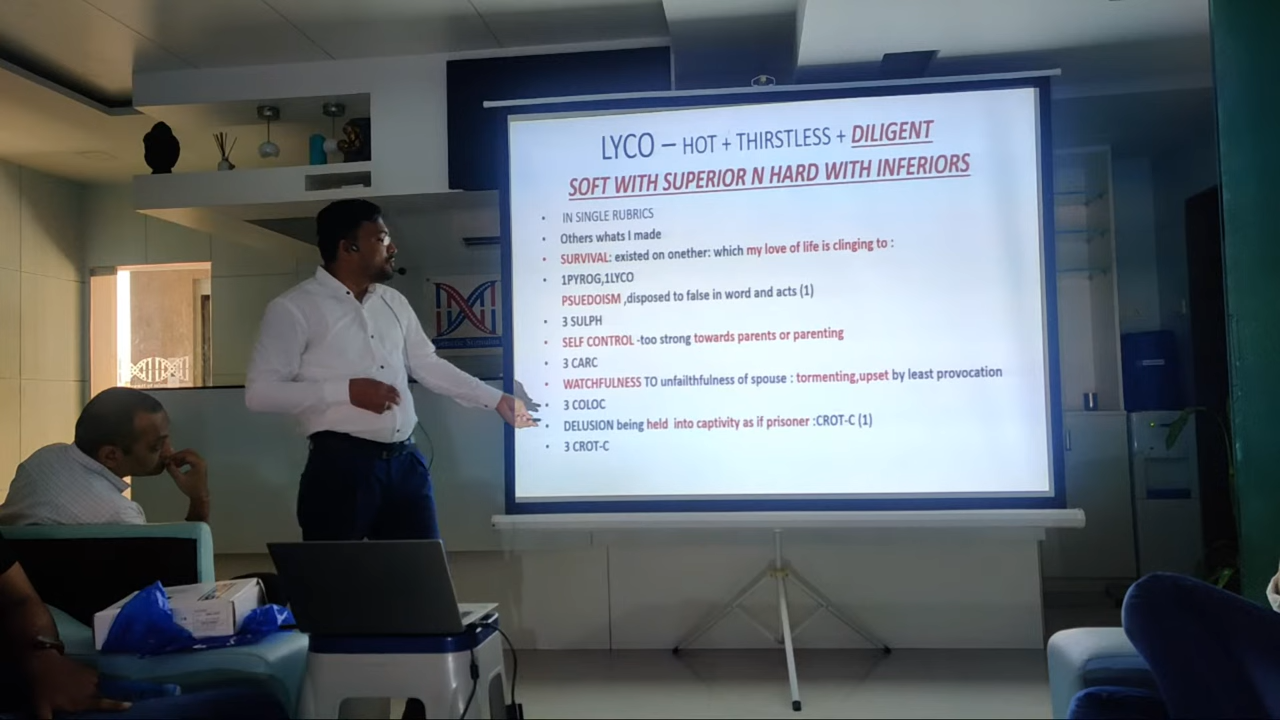 LYCO – HOT + THIRSTLESS + DILIGENT
SOFT WITH SUPERIOR N HARD WITH INFERIORS
• IN SINGLE RUBRICS
• Others whats I made
• SURVIVAL: existed on onether: which my love of life is clinging to :
• 1PYROG,1LYCO
PSUEDOISM ,disposed to false in word and acts (1)
• 3 SULPH
• SELF CONTROL -too strong towards parents or parenting
• 3 CARC
• WATCHFULNESS TO unfailthfulness of spouse : tormenting,upset by least provocation
• 3 COLOC
• DELUSION being held into captivity as if prisoner :CROT-C (1)
• 3 CROT-C